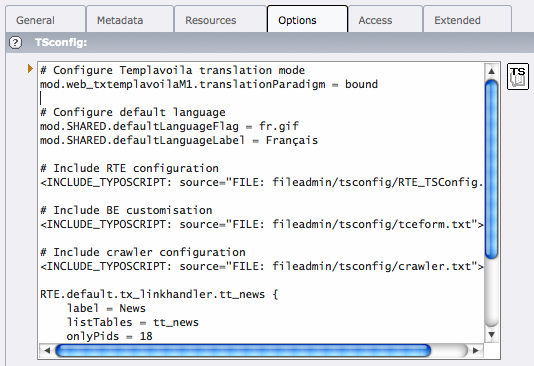 General Metadata Resources Options Access Extended
? TSconfig:
# Configure Templavoila translation mode
mod.web_txtemplavoilaM1.translationParadigm = bound
# Configure default language
mod.SHARED.defaultLanguageFlag = fr.gif
mod.SHARED.defaultLanguageLabel = Français
# Include RTE configuration
<INCLUDE_TYPOSCRIPT: source="FILE: fileadmin/tsconfig/RTE_TSConfig.
# Include BE customisation
<INCLUDE_TYPOSCRIPT: source="FILE: fileadmin/tsconfig/tceform.txt">
# Include crawler configuration
<INCLUDE_TYPOSCRIPT: source="FILE: fileadmin/tsconfig/crawler.txt">
RTE.default.tx_linkhandler.tt_news {
label = News
listTables = tt_news
onlyPids = 18
TS